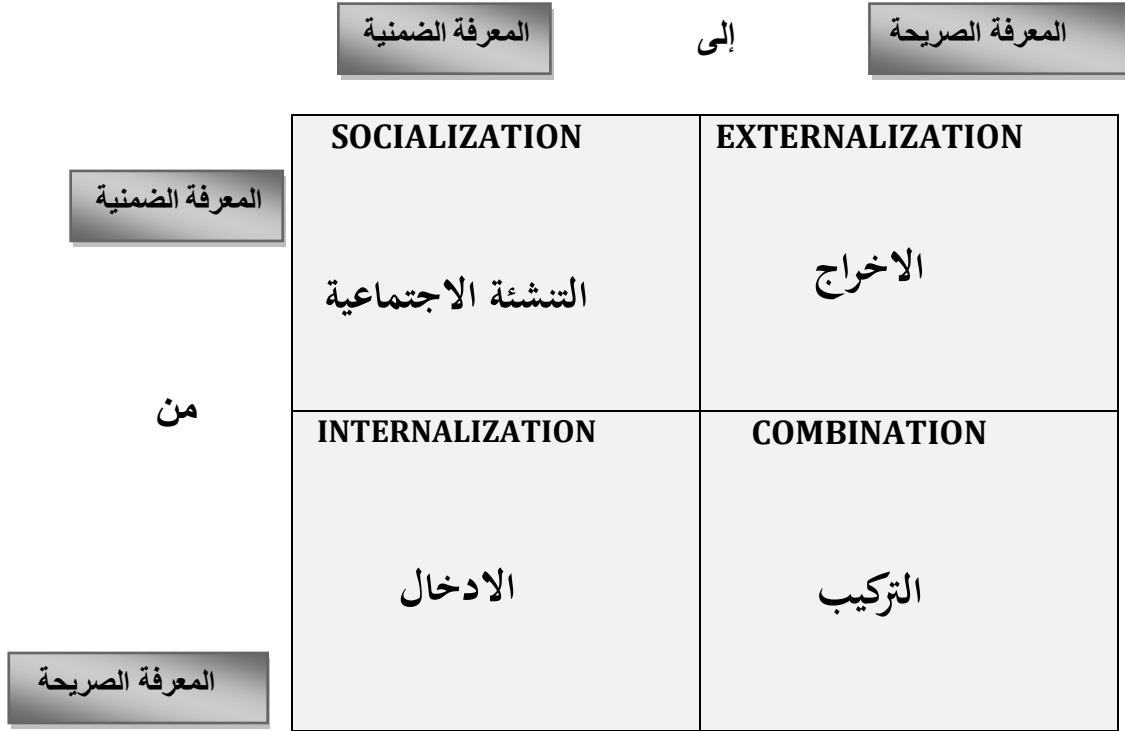 المعرفة الصريحة
إلى
المعرفة الضمنية
SOCIALIZATION
EXTERNALIZATION
المعرفة الضمنية
التنشئة الاجتماعية
الاخراج
من
INTERNALIZATION
COMBINATION
الادخال
التركيب
المعرفة الصريحة